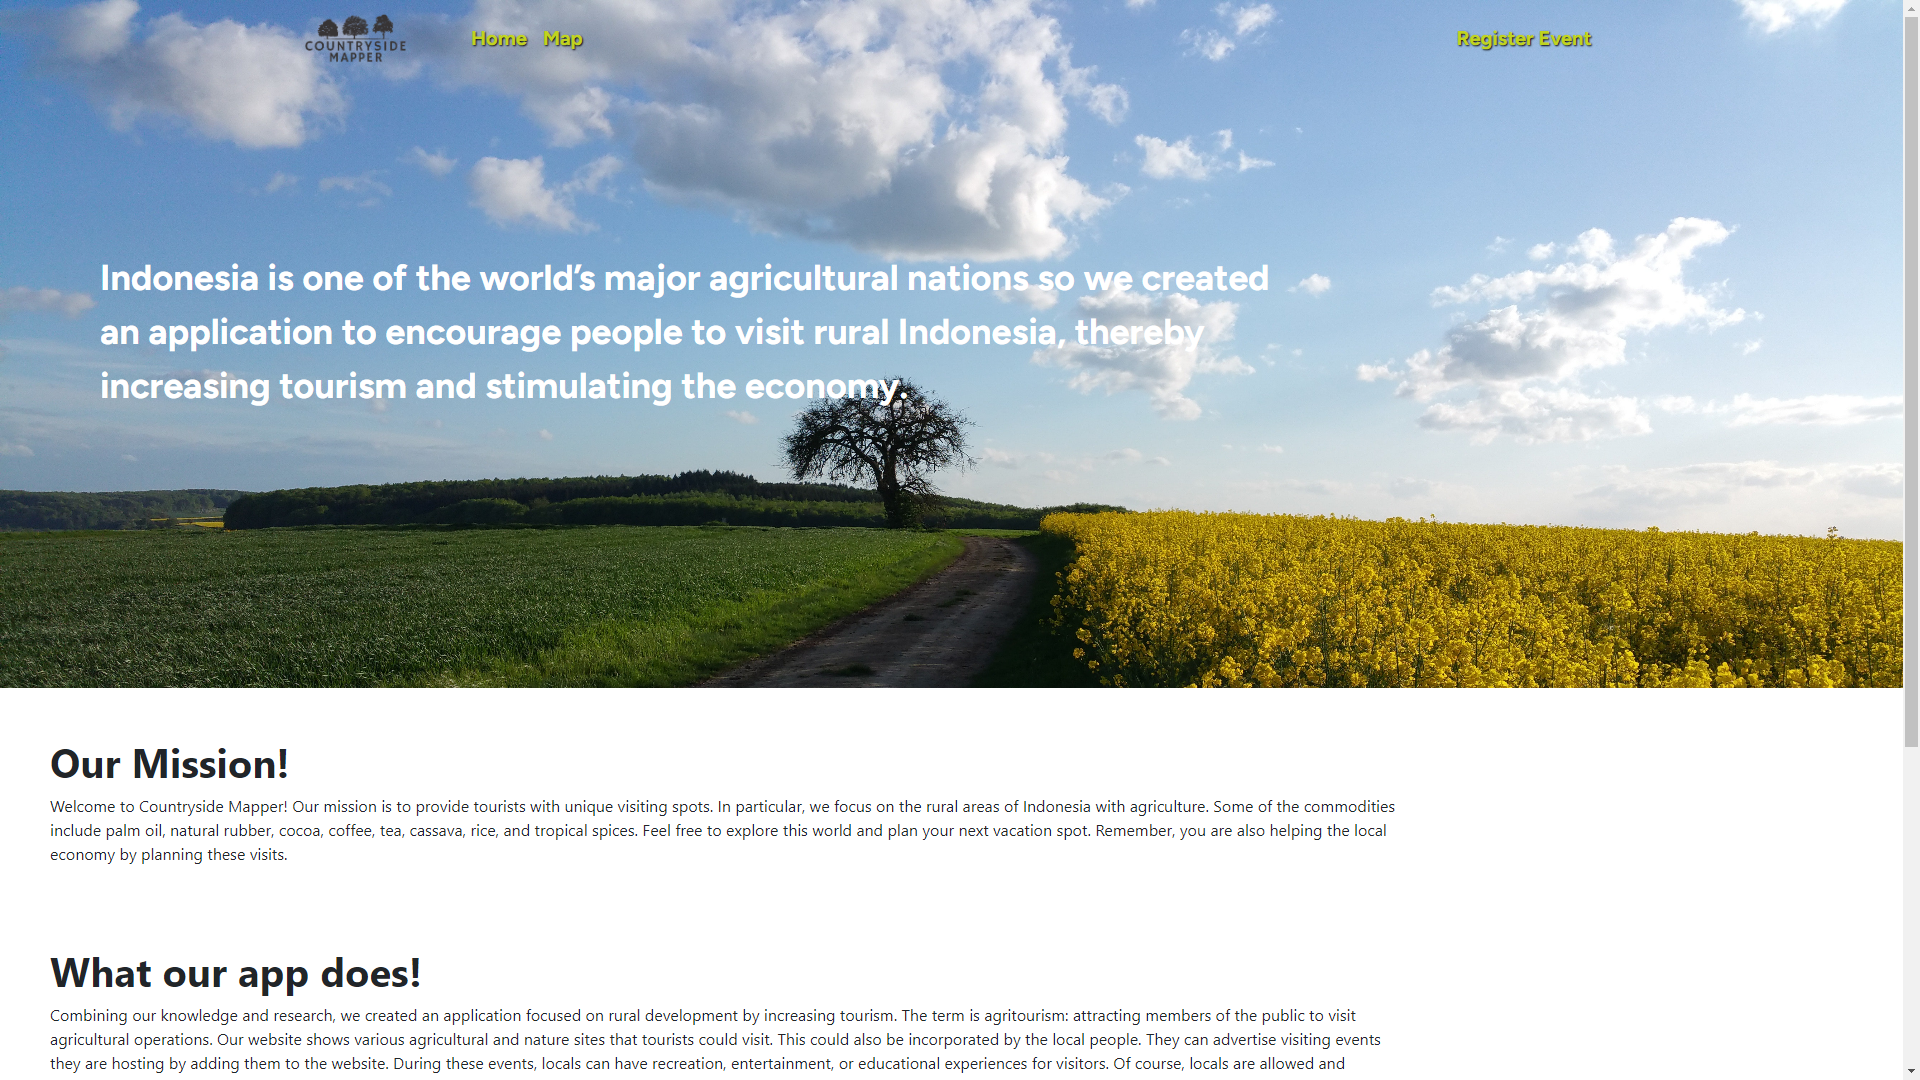 COUNTRYSIDE
MAPPER
Home Map Register Event
Indonesia is one of the world’s major agricultural nations so we created
an application to encourage people to visit rural Indonesia, thereby
increasing tourism and stimulating the economy.
Our Mission!
Welcome to Countryside Mapper! Our mission is to provide tourists with unique visiting spots. In particular, we focus on the rural areas of Indonesia with agriculture. Some of the commodities
include palm oil, natural rubber, cocoa, coffee, tea, cassava, rice, and tropical spices. Feel free to explore this world and plan your next vacation spot. Remember, you are also helping the local
economy by planning these visits.
What our app does!
Combining our knowledge and research, we created an application focused on rural development by increasing tourism. The term is agritourism: attracting members of the public to visit
agricultural operations. Our website shows various agricultural and nature sites that tourists could visit. This could also be incorporated by the local people. They can advertise visiting events
they are hosting by adding them to the website. During these events, locals can have recreation, entertainment, or educational experiences for visitors. Of course, locals are allowed and